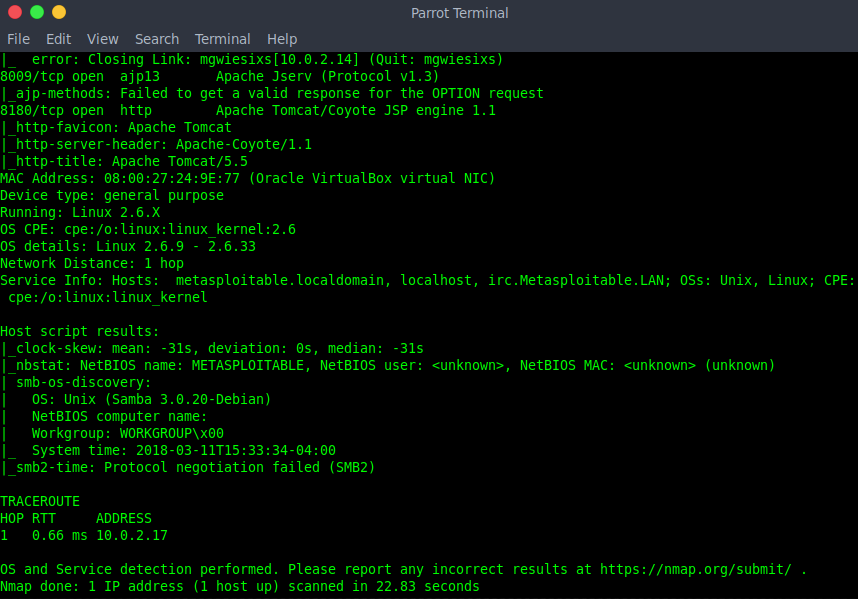 Parrot Terminal
File Edit View Search Terminal Help
|_  error: Closing Link: mgwiesixs[10.0.2.14] (Quit: mgwiesixs)
8009/tcp open  ajp13       Apache Jserv (Protocol v1.3)
|_ajp-methods: Failed to get a valid response for the OPTION request
8180/tcp open  http        Apache Tomcat/Coyote JSP engine 1.1
|_http-favicon: Apache Tomcat
|_http-server-header: Apache-Coyote/1.1
|_http-title: Apache Tomcat/5.5
MAC Address: 08:00:27:24:9E:77 (Oracle VirtualBox virtual NIC)
Device type: general purpose
Running: Linux 2.6.X
OS CPE: cpe:/o:linux:linux_kernel:2.6
OS details: Linux 2.6.9 - 2.6.33
Network Distance: 1 hop
Service Info: Hosts:  metasploitable.localdomain, localhost, irc.Metasploitable.LAN; OSs: Unix, Linux; CPE:
 cpe:/o:linux:linux_kernel
Host script results:
|_clock-skew: mean: -31s, deviation: 0s, median: -31s
|_nbstat: NetBIOS name: METASPLOITABLE, NetBIOS user: <unknown>, NetBIOS MAC: <unknown> (unknown)
| smb-os-discovery:
|   OS: Unix (Samba 3.0.20-Debian)
|   NetBIOS computer name:
|   Workgroup: WORKGROUP\x00
|_  System time: 2018-03-11T15:33:34-04:00
|_smb2-time: Protocol negotiation failed (SMB2)
TRACEROUTE
HOP RTT     ADDRESS
1   0.66 ms 10.0.2.17
OS and Service detection performed. Please report any incorrect results at https://nmap.org/submit/ .
Nmap done: 1 IP address (1 host up) scanned in 22.83 seconds